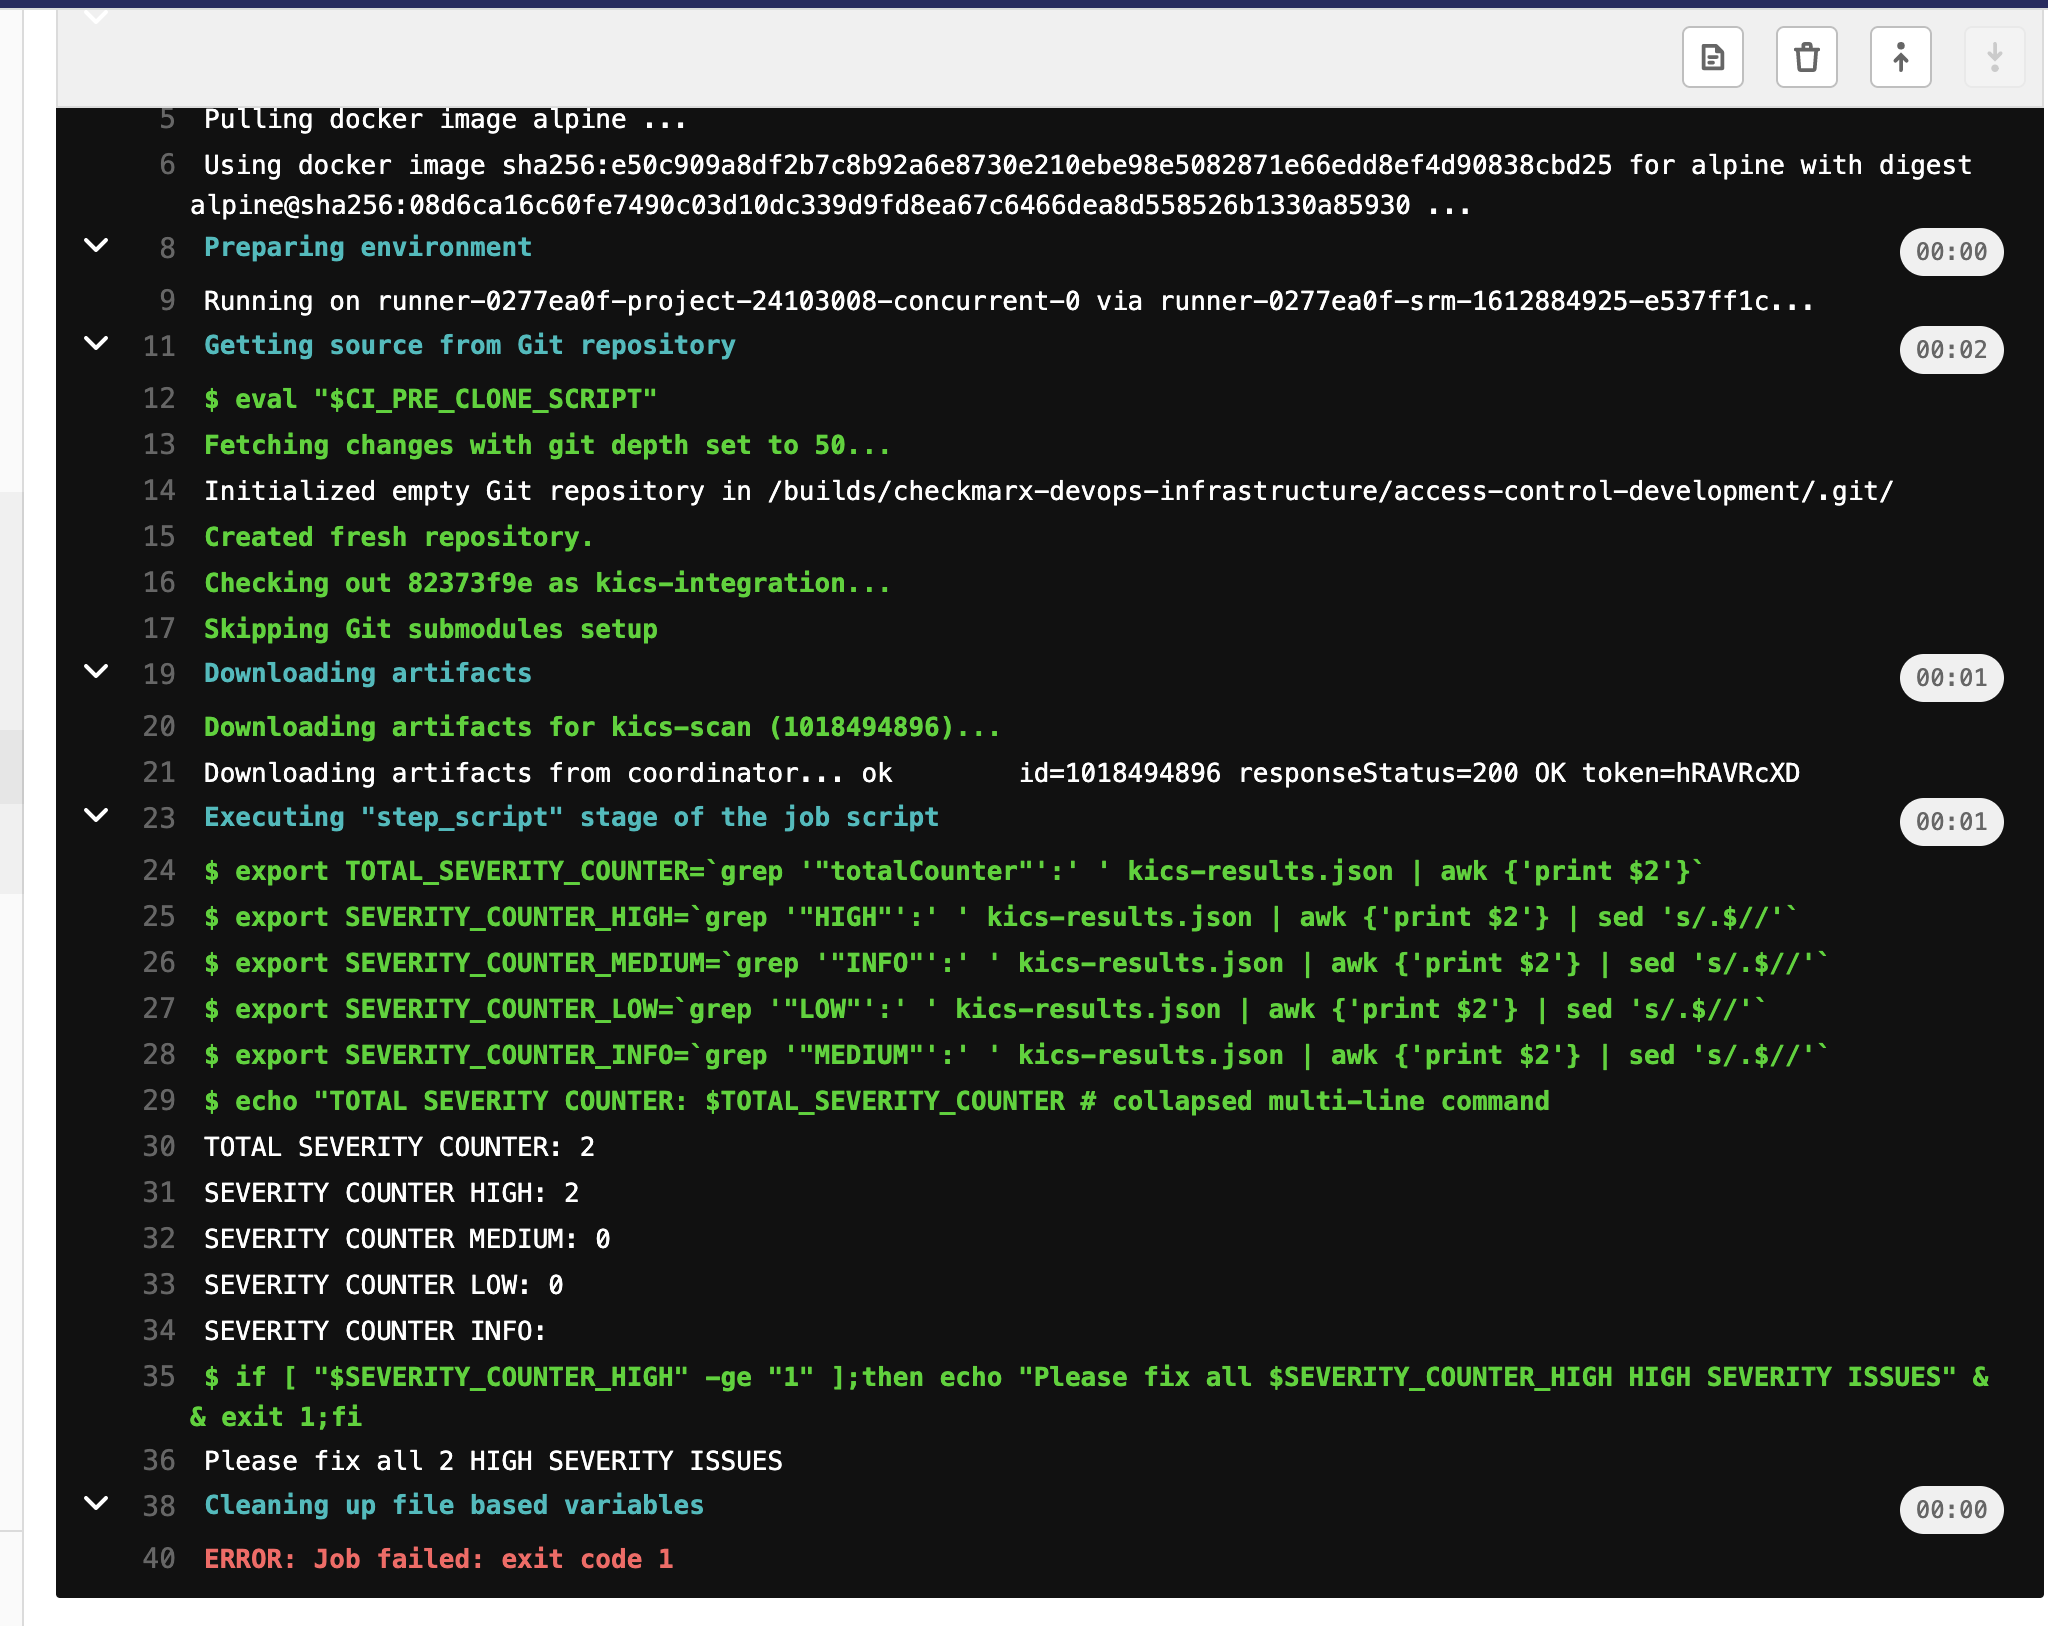 5 Pulling docker image alpine ...
6 Using docker image sha256:e50c909a8df2b7c8b92a6e8730e210ebe98e5082871e66edd8ef4d90838cbd25 for alpine with digest
alpine@sha256:08d6ca16c60fe7490c03d10dc339d9fd8ea67c6466dea8d558526b1330a85930 ...
8 Preparing environment 00:00
9 Running on runner-0277ea0f-project-24103008-concurrent-0 via runner-0277ea0f-srm-1612884925-e537ff1c...
11 Getting source from Git repository 00:02
12 $ eval "$CI_PRE_CLONE_SCRIPT"
13 Fetching changes with git depth set to 50...
14 Initialized empty Git repository in /builds/checkmarx-devops-infrastructure/access-control-development/.git/
15 Created fresh repository.
16 Checking out 82373f9e as kics-integration...
17 Skipping Git submodules setup
19 Downloading artifacts 00:01
20 Downloading artifacts for kics-scan (1018494896)...
21 Downloading artifacts from coordinator... ok        id=1018494896 responseStatus=200 OK token=hRAVRcXD
23 Executing "step_script" stage of the job script 00:01
24 $ export TOTAL_SEVERITY_COUNTER=`grep '"totalCounter"':' ' kics-results.json | awk {'print $2'}`
25 $ export SEVERITY_COUNTER_HIGH=`grep '"HIGH"':' ' kics-results.json | awk {'print $2'} | sed 's/.$//'`
26 $ export SEVERITY_COUNTER_MEDIUM=`grep '"INFO"':' ' kics-results.json | awk {'print $2'} | sed 's/.$//'`
27 $ export SEVERITY_COUNTER_LOW=`grep '"LOW"':' ' kics-results.json | awk {'print $2'} | sed 's/.$//'`
28 $ export SEVERITY_COUNTER_INFO=`grep '"MEDIUM"':' ' kics-results.json | awk {'print $2'} | sed 's/.$//'`
29 $ echo "TOTAL SEVERITY COUNTER: $TOTAL_SEVERITY_COUNTER # collapsed multi-line command
30 TOTAL SEVERITY COUNTER: 2
31 SEVERITY COUNTER HIGH: 2
32 SEVERITY COUNTER MEDIUM: 0
33 SEVERITY COUNTER LOW: 0
34 SEVERITY COUNTER INFO:
35 $ if [ "$SEVERITY_COUNTER_HIGH" -ge "1" ];then echo "Please fix all $SEVERITY_COUNTER_HIGH HIGH SEVERITY ISSUES" &
& exit 1;fi
36 Please fix all 2 HIGH SEVERITY ISSUES
38 Cleaning up file based variables 00:00
40 ERROR: Job failed: exit code 1